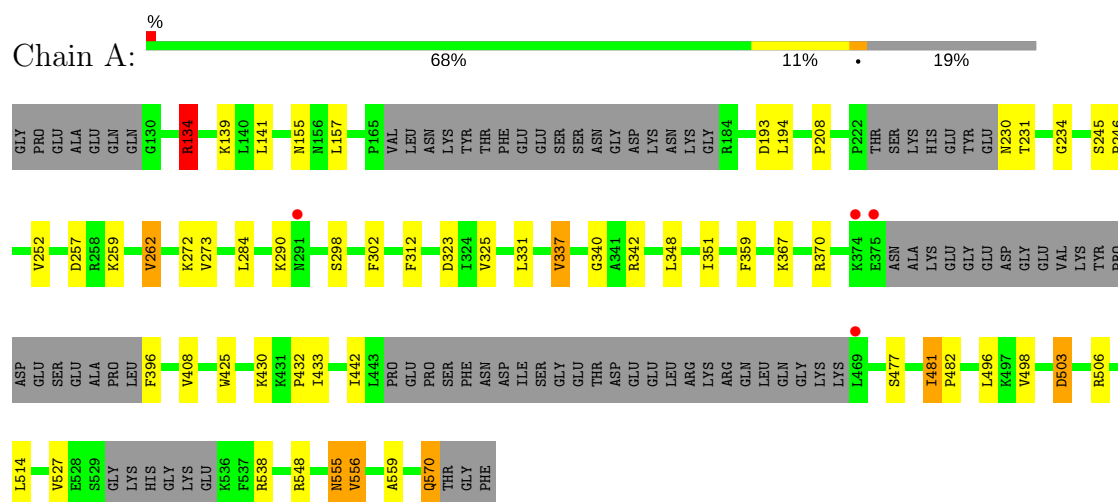 %
Chain A:
68% 11% • 19%
GLY PRO GLU ALA GLU GLN GLN G130 R134 K139 L140 L141 N155 N156 L157 P165 VAL LEU ASN LYS TYR THR PHE GLU GLU SER SER ASN GLY ASP LYS ASN LYS GLY R184 D193 L194 P208 P222 THR SER LYS HIS GLU TYR GLU N230 T231 G234 S245 P246
V252 D257 R258 K259 V262 K272 V273 L284 K290 N291 S298 F302 F312 D323 I324 V325 L331 V337 G340 A341 R342 L348 I351 F359 K367 R370 K374 E375 ASN ALA LYS GLU GLY GLU ASP GLY GLU VAL LYS TYR PRO
ASP GLU SER GLU ALA PRO LEU F396 V408 W425 K430 K431 P432 I433 I442 L443 PRO GLU PRO SER PHE ASN ASP ILE SER GLY GLU THR ASP GLU GLU LEU ARG LYS ARG GLN LEU GLN GLY LYS LYS L469 S477 I481 P482 L496 K497 V498 D503 R506
L514 V527 E528 S529 GLY LYS HIS GLY LYS GLU K536 F537 R538 R548 N555 V556 A559 Q570 THR GLY PHE